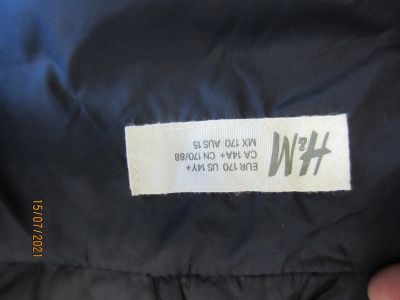 H&M
EUR 170 US 14Y+
CA 14A+ CN 170/88
MX 170 AUS 15
15/07/2021